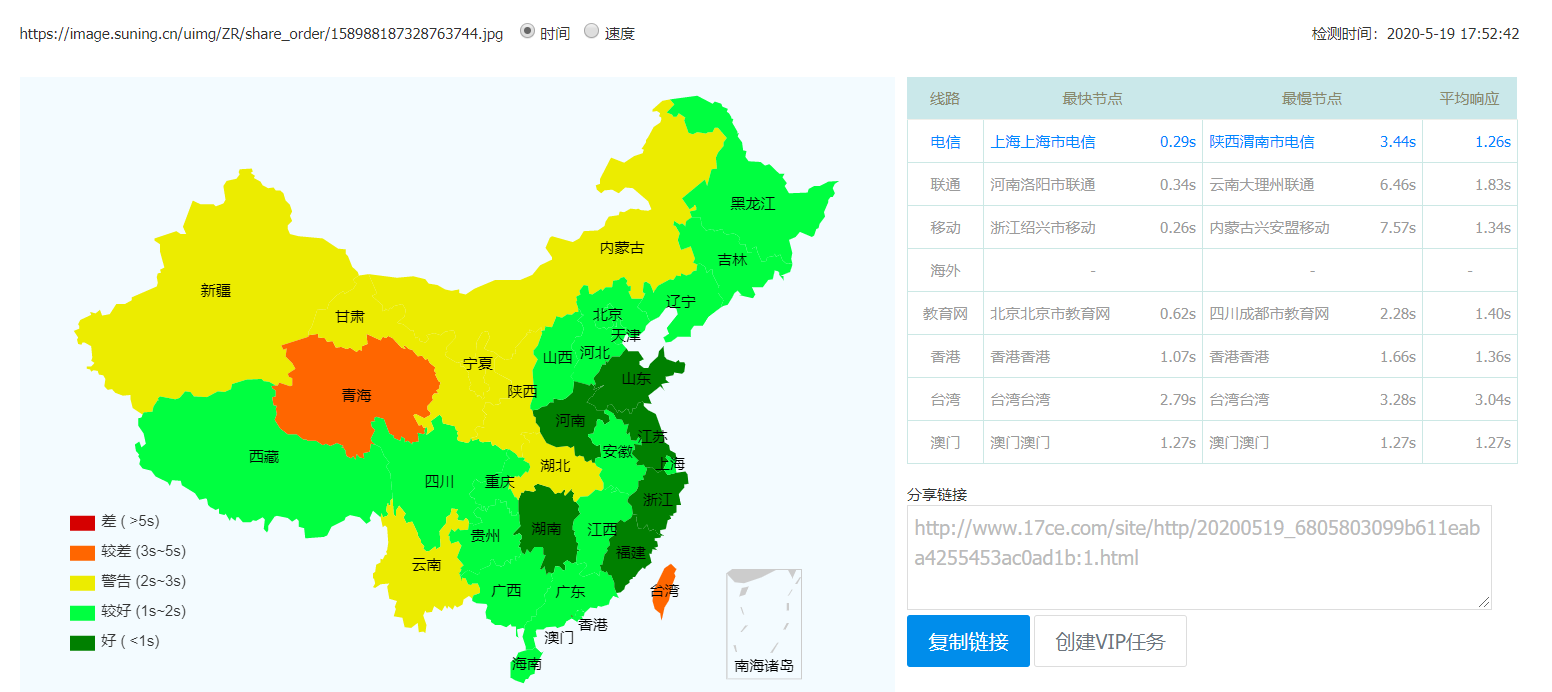 https://image.suning.cn/uimg/ZR/share_order/158988187328763744.jpg 时间 速度
检测时间：2020-5-19 17:52:42
黑龙江
内蒙古
吉林
新疆
辽宁
甘肃
北京
天津
山西
河北
宁夏
山东
陕西
青海
河南
江苏
安徽
西藏
湖北
上海
四川
重庆
浙江
湖南
江西
贵州
福建
云南
广西
广东
台湾
香港
澳门
海南
南海诸岛
差 ( >5s)
较差 (3s~5s)
警告 (2s~3s)
较好 (1s~2s)
好 ( <1s)
线路 最快节点 最慢节点 平均响应
电信 上海上海市电信 0.29s 陕西渭南市电信 3.44s 1.26s
联通 河南洛阳市联通 0.34s 云南大理州联通 6.46s 1.83s
移动 浙江绍兴市移动 0.26s 内蒙古兴安盟移动 7.57s 1.34s
海外 - - -
教育网 北京北京市教育网 0.62s 四川成都市教育网 2.28s 1.40s
香港 香港香港 1.07s 香港香港 1.66s 1.36s
台湾 台湾台湾 2.79s 台湾台湾 3.28s 3.04s
澳门 澳门澳门 1.27s 澳门澳门 1.27s 1.27s
分享链接
http://www.17ce.com/site/http/20200519_6805803099b611eab
a4255453ac0ad1b:1.html
复制链接 创建VIP任务